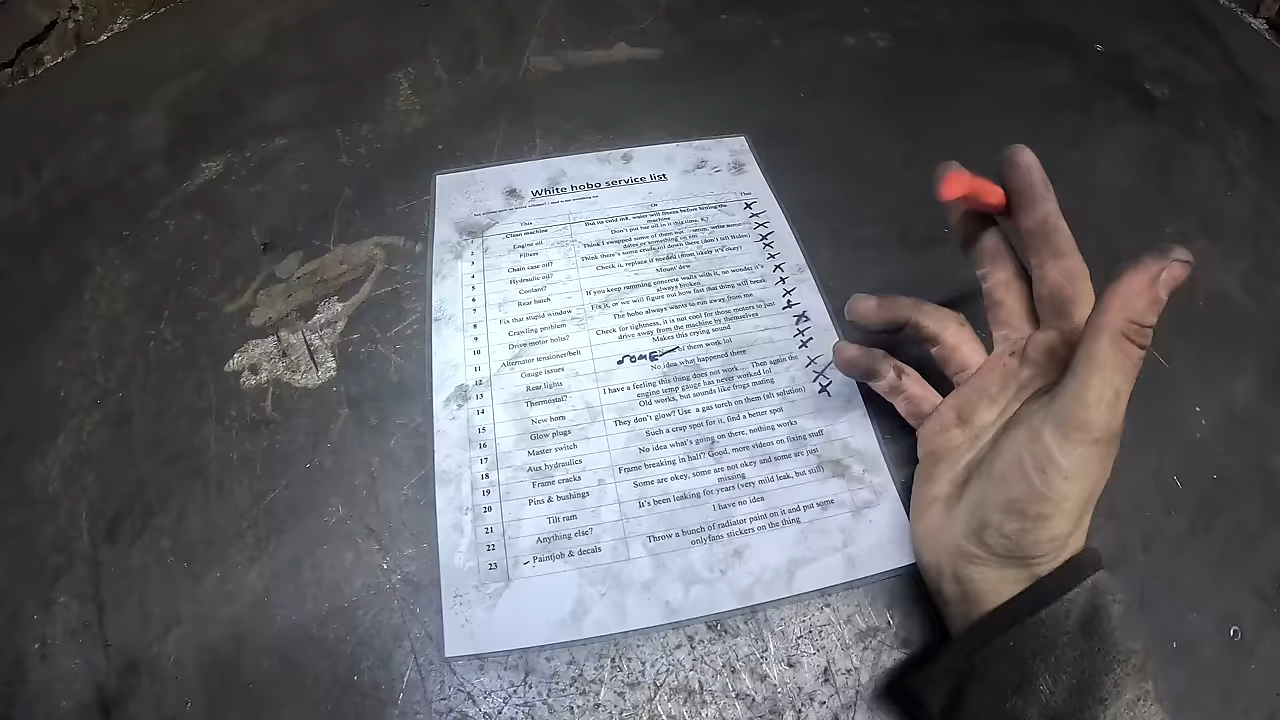 White hobo service list
This Or That
1 Clean machine But its cold mk, water will freeze before hitting the machine
2 Engine oil Don't put bar oil in it this time, K?
3 Filters Think I swapped some of them but write some dates or something on em
4 Chain case oil? Think there's some crude oil down there (don't tell Biden)
5 Hydraulic oil? Check it, replace if needed (most likely it's okey)
6 Coolant? Mount dew
7 Rear hatch If you keep ramming concrete walls with it, no wonder it's always broken
8 Fix that stupid window Fix it, or we will figure out how fast that thing will break
9 Crawling problem The hobo always wants to run away from me
10 Drive motor bolts? Check for tightness, it is not cool for those motors to just drive away from the machine by themselves
11 Alternator tensioner/belt Makes this crying sound
12 Gauge issues SOME of them work lol
13 Rear lights No idea what happened there
14 Thermostat? I have a feeling this thing does not work... Then again the engine temp gauge has never worked lol
15 New horn Old works, but sounds like frogs mating
16 Glow plugs They don't glow? Use a gas torch on them (alt solution)
17 Master switch Such a crap spot for it, find a better spot
18 Aux hydraulics No idea what's going on there, nothing works
19 Frame cracks Frame breaking in half? Good, more videos on fixing stuff
20 Pins & bushings Some are okey, some are not okey and some are just missing
21 Tilt ram It's been leaking for years (very mild leak, but still)
22 Anything else? I have no idea
23 Paintjob & decals Throw a bunch of radiator paint on it and put some onlyfans stickers on the thing